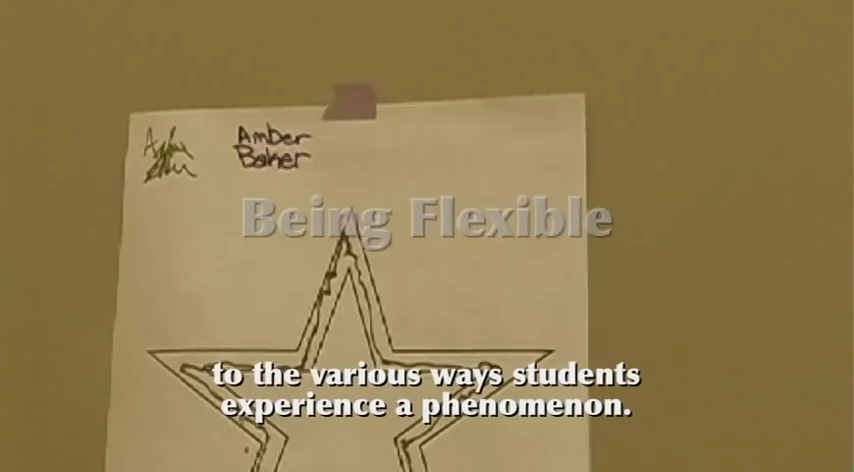 Amber
Baker
Being Flexible
to the various ways students
experience a phenomenon.